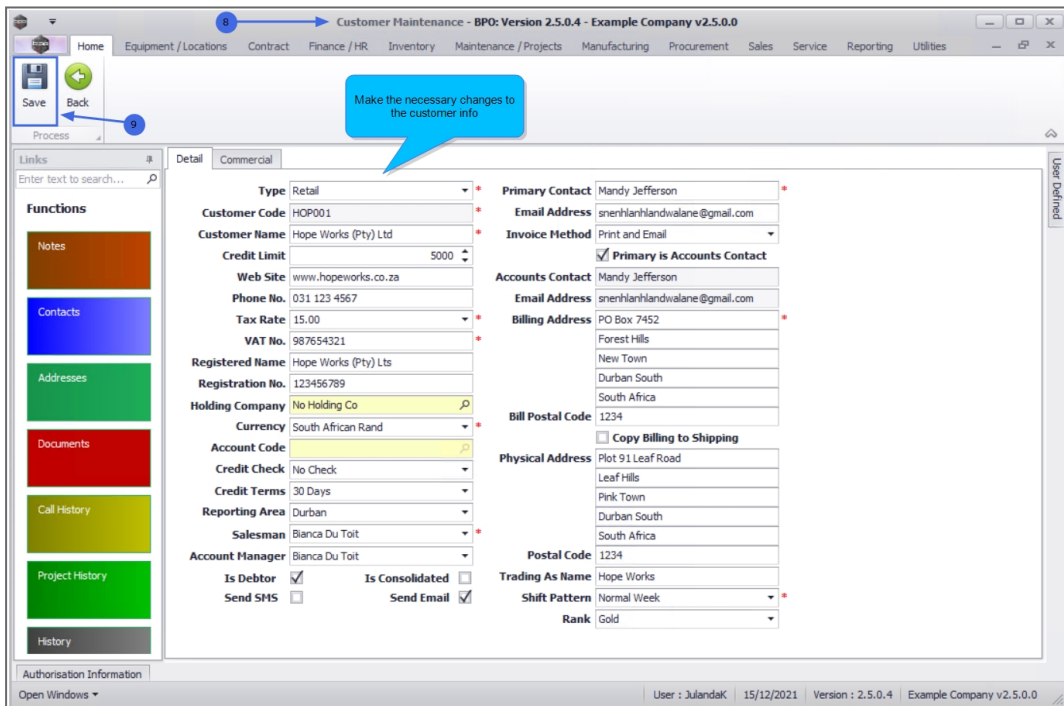 8
Customer Maintenance - BPO: Version 2.5.0.4 - Example Company v2.5.0.0
Home Equipment / Locations Contract Finance / HR Inventory Maintenance / Projects Manufacturing Procurement Sales Service Reporting Utilities
Save Back
Process
9
Make the necessary changes to
the customer info
Links
Enter text to search...
Functions
Notes
Contacts
Addresses
Documents
Call History
Project History
History
Detail Commercial
Type Retail *
Customer Code HOP001 *
Customer Name Hope Works (Pty) Ltd *
Credit Limit 5000
Web Site www.hopeworks.co.za
Phone No. 031 123 4567
Tax Rate 15.00 *
VAT No. 987654321 *
Registered Name Hope Works (Pty) Lts
Registration No. 123456789
Holding Company No Holding Co
Currency South African Rand *
Account Code
Credit Check No Check
Credit Terms 30 Days
Reporting Area Durban
Salesman Bianca Du Toit *
Account Manager Bianca Du Toit
Is Debtor Is Consolidated
Send SMS Send Email
Primary Contact Mandy Jefferson *
Email Address snenhlanhlandwalane@gmail.com
Invoice Method Print and Email
Primary is Accounts Contact
Accounts Contact Mandy Jefferson
Email Address snenhlanhlandwalane@gmail.com
Billing Address PO Box 7452 *
Forest Hills
New Town
Durban South
South Africa
Bill Postal Code 1234
Copy Billing to Shipping
Physical Address Plot 91 Leaf Road
Leaf Hills
Pink Town
Durban South
South Africa
Postal Code 1234
Trading As Name Hope Works
Shift Pattern Normal Week *
Rank Gold
User Defined
Authorisation Information
Open Windows
User : JulandaK 15/12/2021 Version : 2.5.0.4 Example Company v2.5.0.0